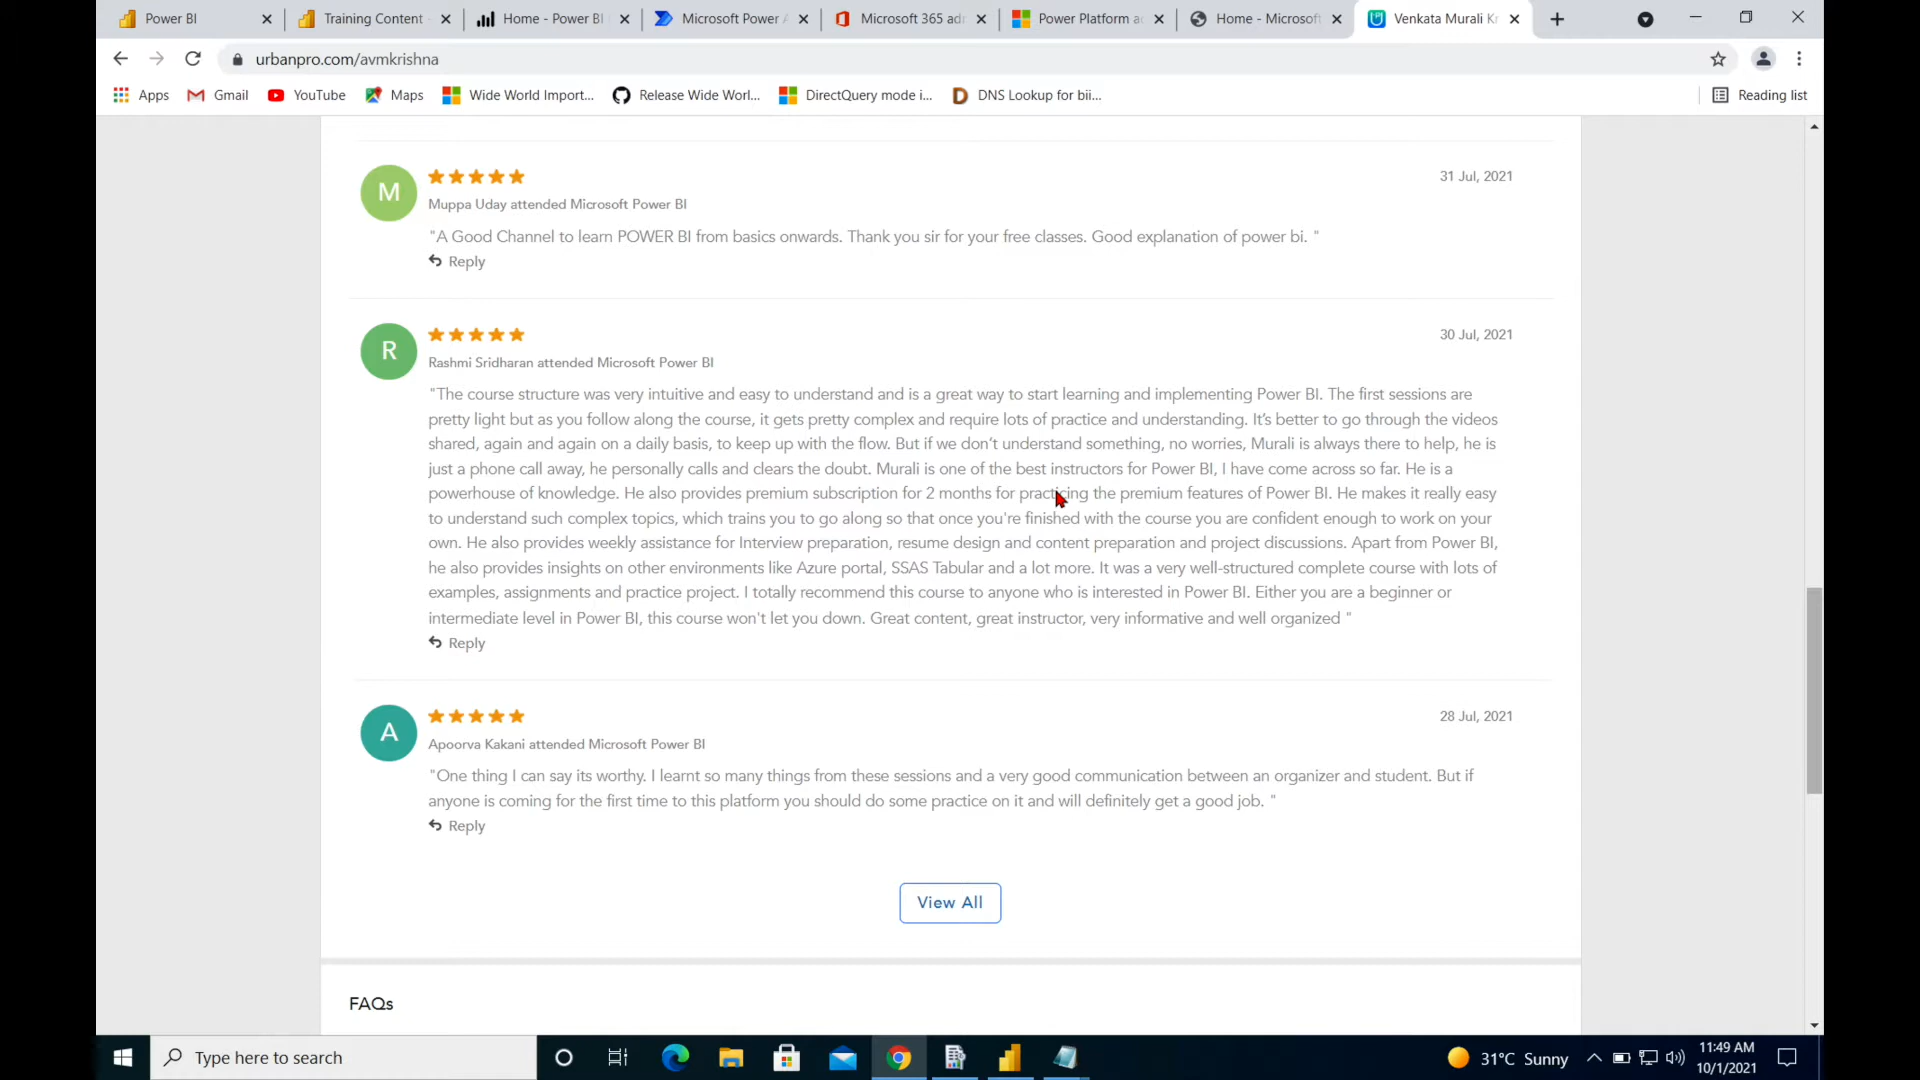 Power BI
Training Content -
Home - Power BI
Microsoft Power A
Microsoft 365 adm
Power Platform ad
Home - Microsoft
Venkata Murali Kr
urbanpro.com/avmkrishna
Apps
Gmail
YouTube
Maps
Wide World Import...
Release Wide Worl...
DirectQuery mode i...
DNS Lookup for bii...
Reading list
M
31 Jul, 2021
Muppa Uday attended Microsoft Power BI
"A Good Channel to learn POWER BI from basics onwards. Thank you sir for your free classes. Good explanation of power bi. "
Reply
R
30 Jul, 2021
Rashmi Sridharan attended Microsoft Power BI
"The course structure was very intuitive and easy to understand and is a great way to start learning and implementing Power BI. The first sessions are
pretty light but as you follow along the course, it gets pretty complex and require lots of practice and understanding. It's better to go through the videos
shared, again and again on a daily basis, to keep up with the flow. But if we don't understand something, no worries, Murali is always there to help, he is
just a phone call away, he personally calls and clears the doubt. Murali is one of the best instructors for Power BI, I have come across so far. He is a
powerhouse of knowledge. He also provides premium subscription for 2 months for practicing the premium features of Power BI. He makes it really easy
to understand such complex topics, which trains you to go along so that once you're finished with the course you are confident enough to work on your
own. He also provides weekly assistance for Interview preparation, resume design and content preparation and project discussions. Apart from Power BI,
he also provides insights on other environments like Azure portal, SSAS Tabular and a lot more. It was a very well-structured complete course with lots of
examples, assignments and practice project. I totally recommend this course to anyone who is interested in Power BI. Either you are a beginner or
intermediate level in Power BI, this course won't let you down. Great content, great instructor, very informative and well organized "
Reply
A
28 Jul, 2021
Apoorva Kakani attended Microsoft Power BI
"One thing I can say its worthy. I learnt so many things from these sessions and a very good communication between an organizer and student. But if
anyone is coming for the first time to this platform you should do some practice on it and will definitely get a good job. "
Reply
View All
FAQs
Type here to search
31°C Sunny
11:49 AM
10/1/2021